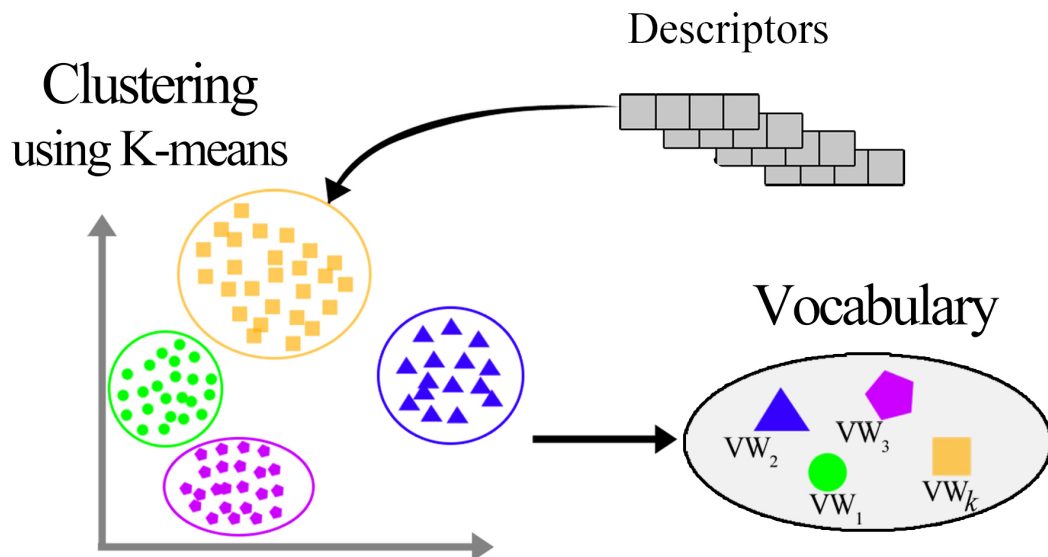 Descriptors
Clustering
using K-means
Vocabulary
VW₂
VW₃
VW₁
VWₖ